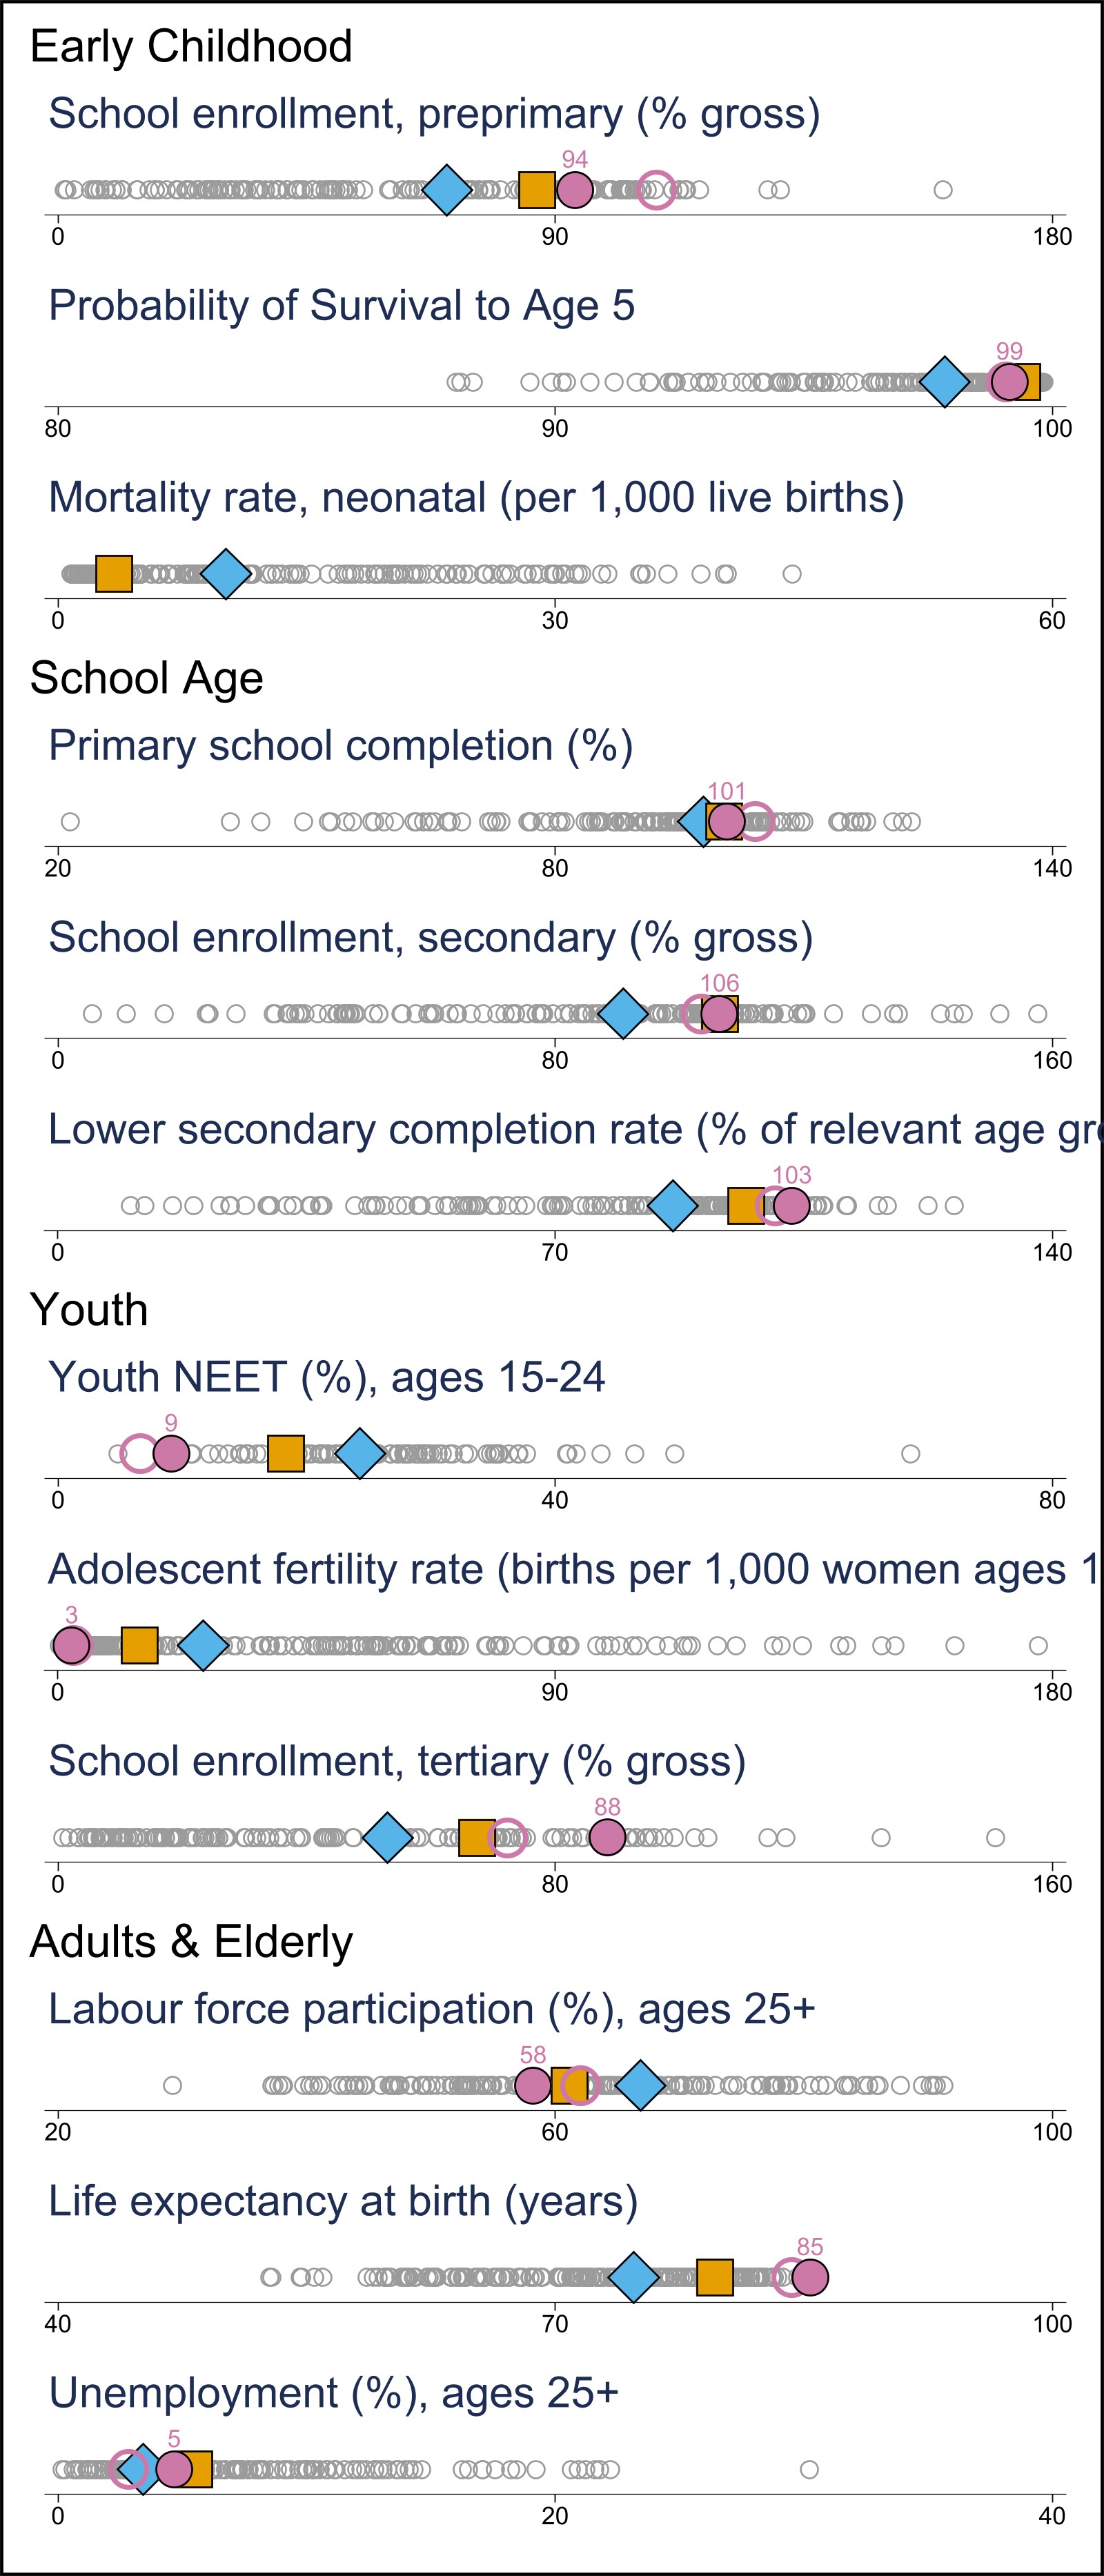 Early Childhood
School enrollment, preprimary (% gross)
94
0 90 180
Probability of Survival to Age 5
99
80 90 100
Mortality rate, neonatal (per 1,000 live births)
0 30 60
School Age
Primary school completion (%)
101
20 80 140
School enrollment, secondary (% gross)
106
0 80 160
Lower secondary completion rate (% of relevant age gro
103
0 70 140
Youth
Youth NEET (%), ages 15-24
9
0 40 80
Adolescent fertility rate (births per 1,000 women ages 1
3
0 90 180
School enrollment, tertiary (% gross)
88
0 80 160
Adults & Elderly
Labour force participation (%), ages 25+
58
20 60 100
Life expectancy at birth (years)
85
40 70 100
Unemployment (%), ages 25+
5
0 20 40